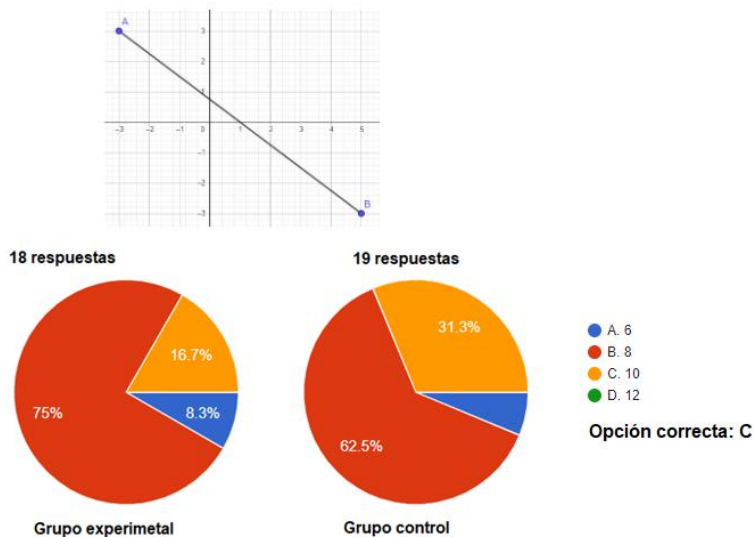 A
3
2
1
-3 -2 -1 0 1 2 3 4 5
-1
-2
-3
B
18 respuestas
19 respuestas
16.7%
75%
8.3%
31.3%
62.5%
A. 6
B. 8
C. 10
D. 12
Opción correcta: C
Grupo experimetal
Grupo control